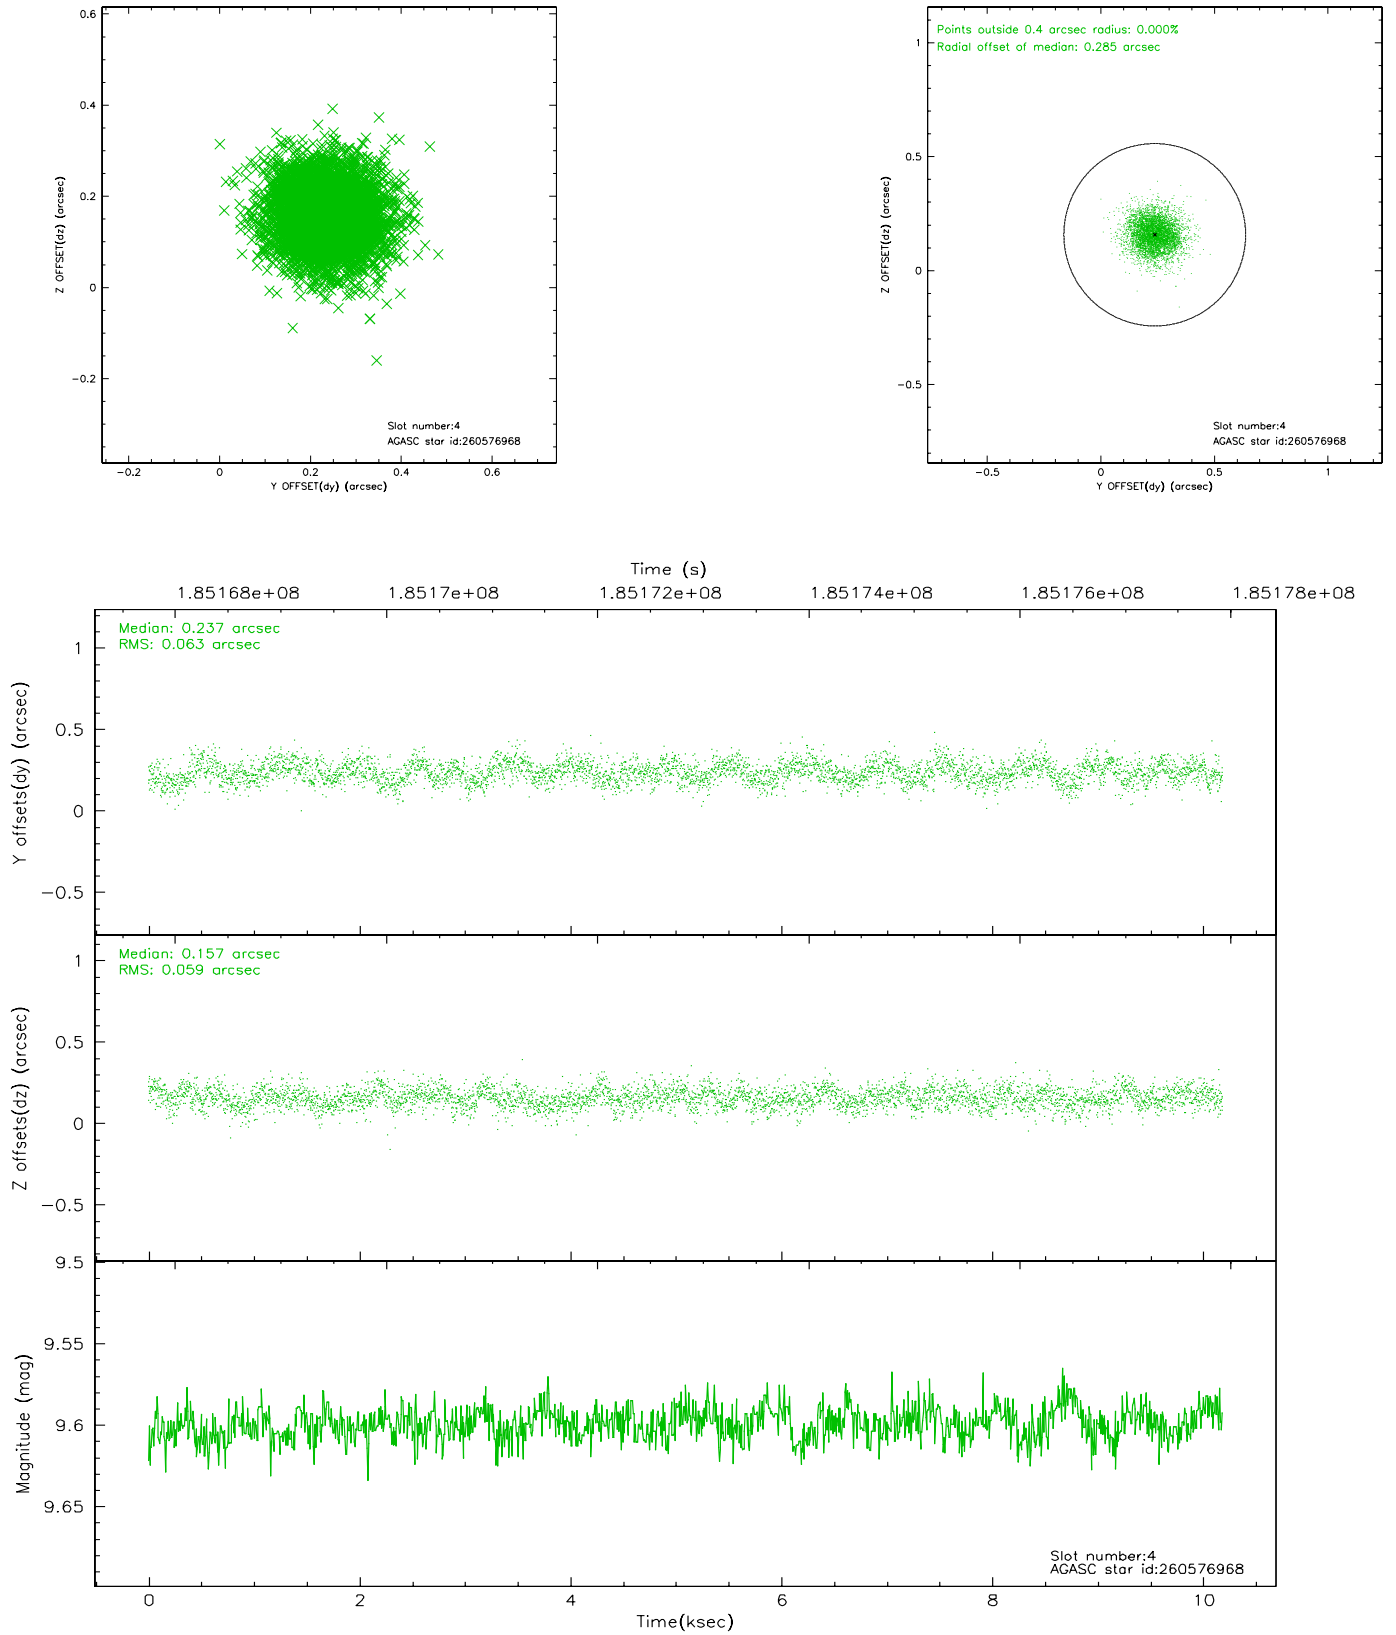 0.6
0.4
0.2
0
−0.2
Z OFFSET(dz) (arcsec)
Slot number:4
AGASC star id:260576968
−0.2 0 0.2 0.4 0.6
Y OFFSET(dy) (arcsec)
Points outside 0.4 arcsec radius: 0.000%
Radial offset of median: 0.285 arcsec
1
0.5
0
−0.5
Z OFFSET(dz) (arcsec)
Slot number:4
AGASC star id:260576968
−0.5 0 0.5 1
Y OFFSET(dy) (arcsec)
Time (s)
1.85168e+08 1.8517e+08 1.85172e+08 1.85174e+08 1.85176e+08 1.85178e+08
Median: 0.237 arcsec
RMS: 0.063 arcsec
1
0.5
0
−0.5
Y offsets(dy) (arcsec)
Median: 0.157 arcsec
RMS: 0.059 arcsec
1
0.5
0
−0.5
Z offsets(dz) (arcsec)
9.5
9.55
9.6
9.65
Magnitude (mag)
Slot number:4
AGASC star id:260576968
0 2 4 6 8 10
Time(ksec)